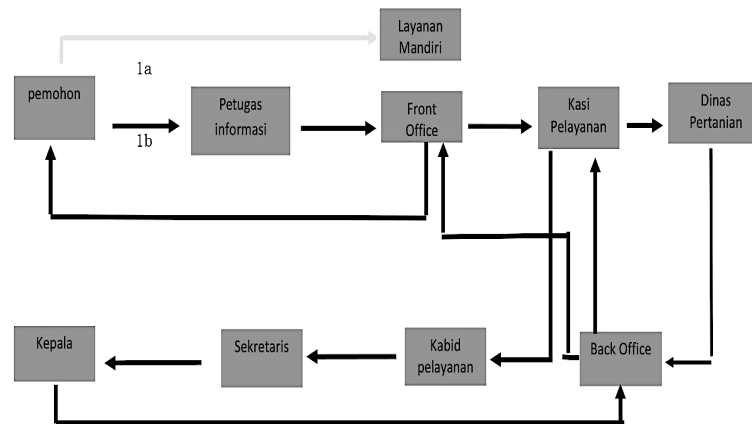 Layanan
Mandiri
1a
pemohon
Petugas
informasi
Front
Office
Kasi
Pelayanan
Dinas
Pertanian
1b
Kepala
Sekretaris
Kabid
pelayanan
Back Office